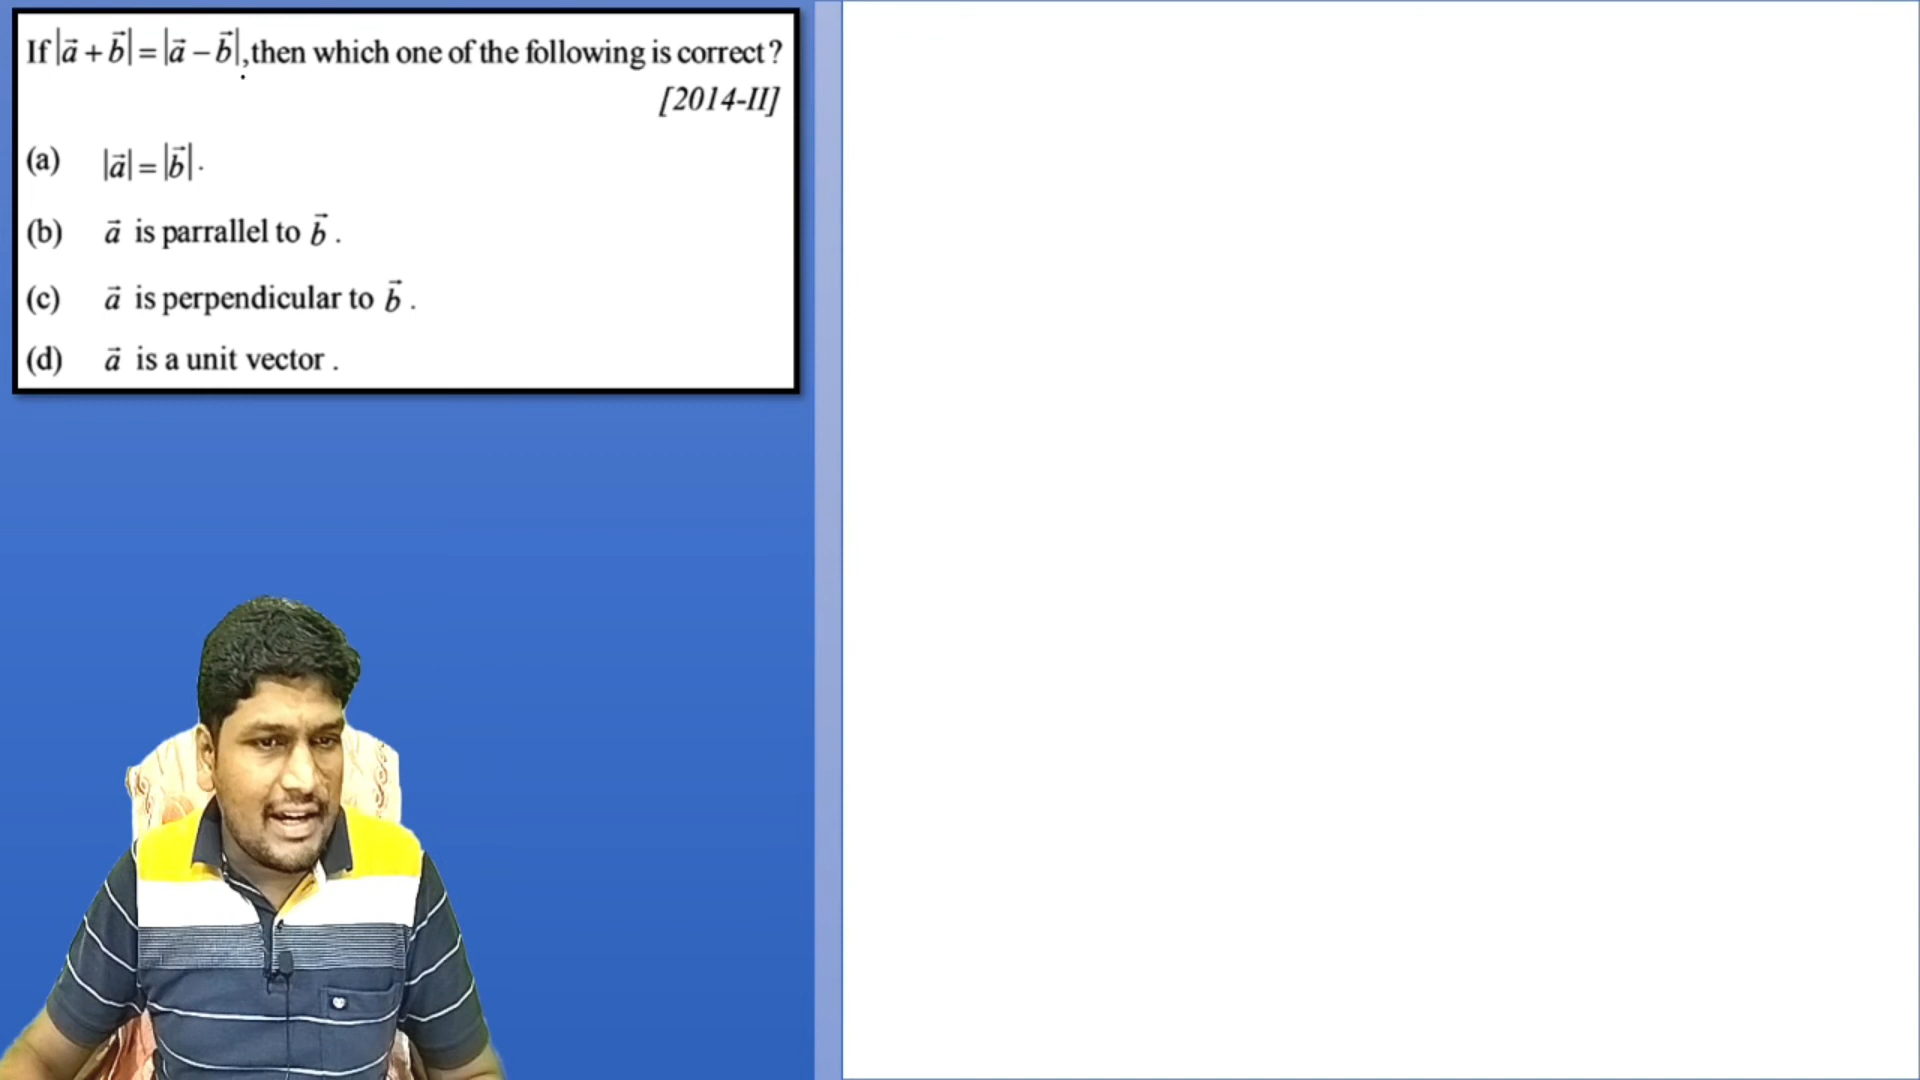 If |a⃗ + b⃗| = |a⃗ − b⃗|, then which one of the following is correct?
[2014-II]
(a) |a⃗| = |b⃗|.
(b) a⃗ is parrallel to b⃗ .
(c) a⃗ is perpendicular to b⃗ .
(d) a⃗ is a unit vector .